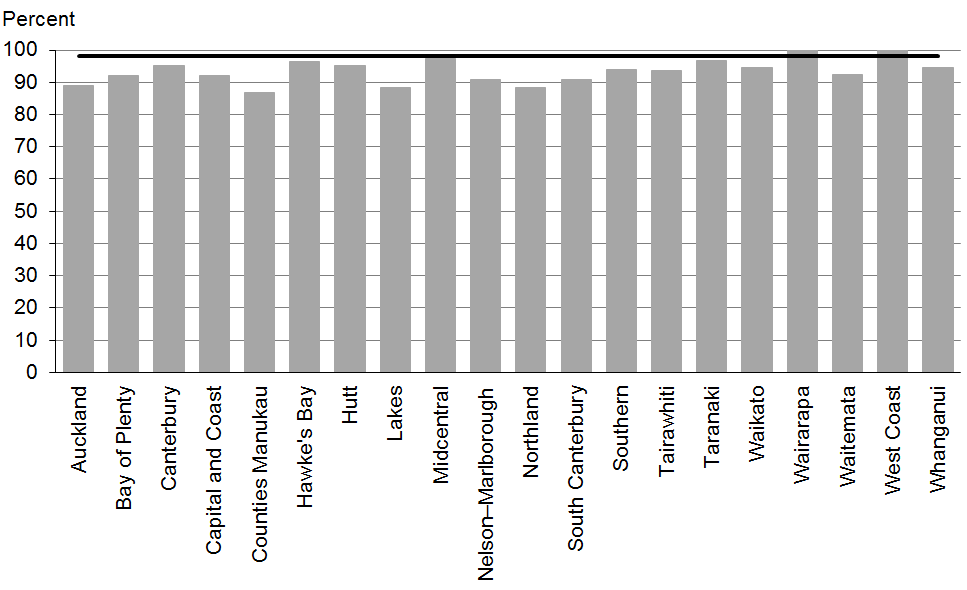 Percent
100
90
80
70
60
50
40
30
20
10
0
Auckland
Bay of Plenty
Canterbury
Capital and Coast
Counties Manukau
Hawke's Bay
Hutt
Lakes
Midcentral
Nelson–Marlborough
Northland
South Canterbury
Southern
Tairawhiti
Taranaki
Waikato
Wairarapa
Waitemata
West Coast
Whanganui